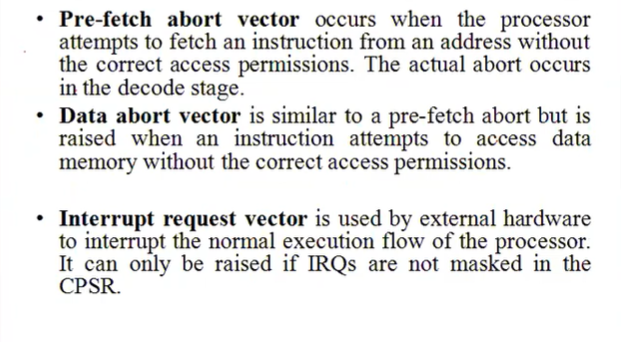 • Pre-fetch abort vector occurs when the processor
attempts to fetch an instruction from an address without
the correct access permissions. The actual abort occurs
in the decode stage.
• Data abort vector is similar to a pre-fetch abort but is
raised when an instruction attempts to access data
memory without the correct access permissions.
• Interrupt request vector is used by external hardware
to interrupt the normal execution flow of the processor.
It can only be raised if IRQs are not masked in the
CPSR.